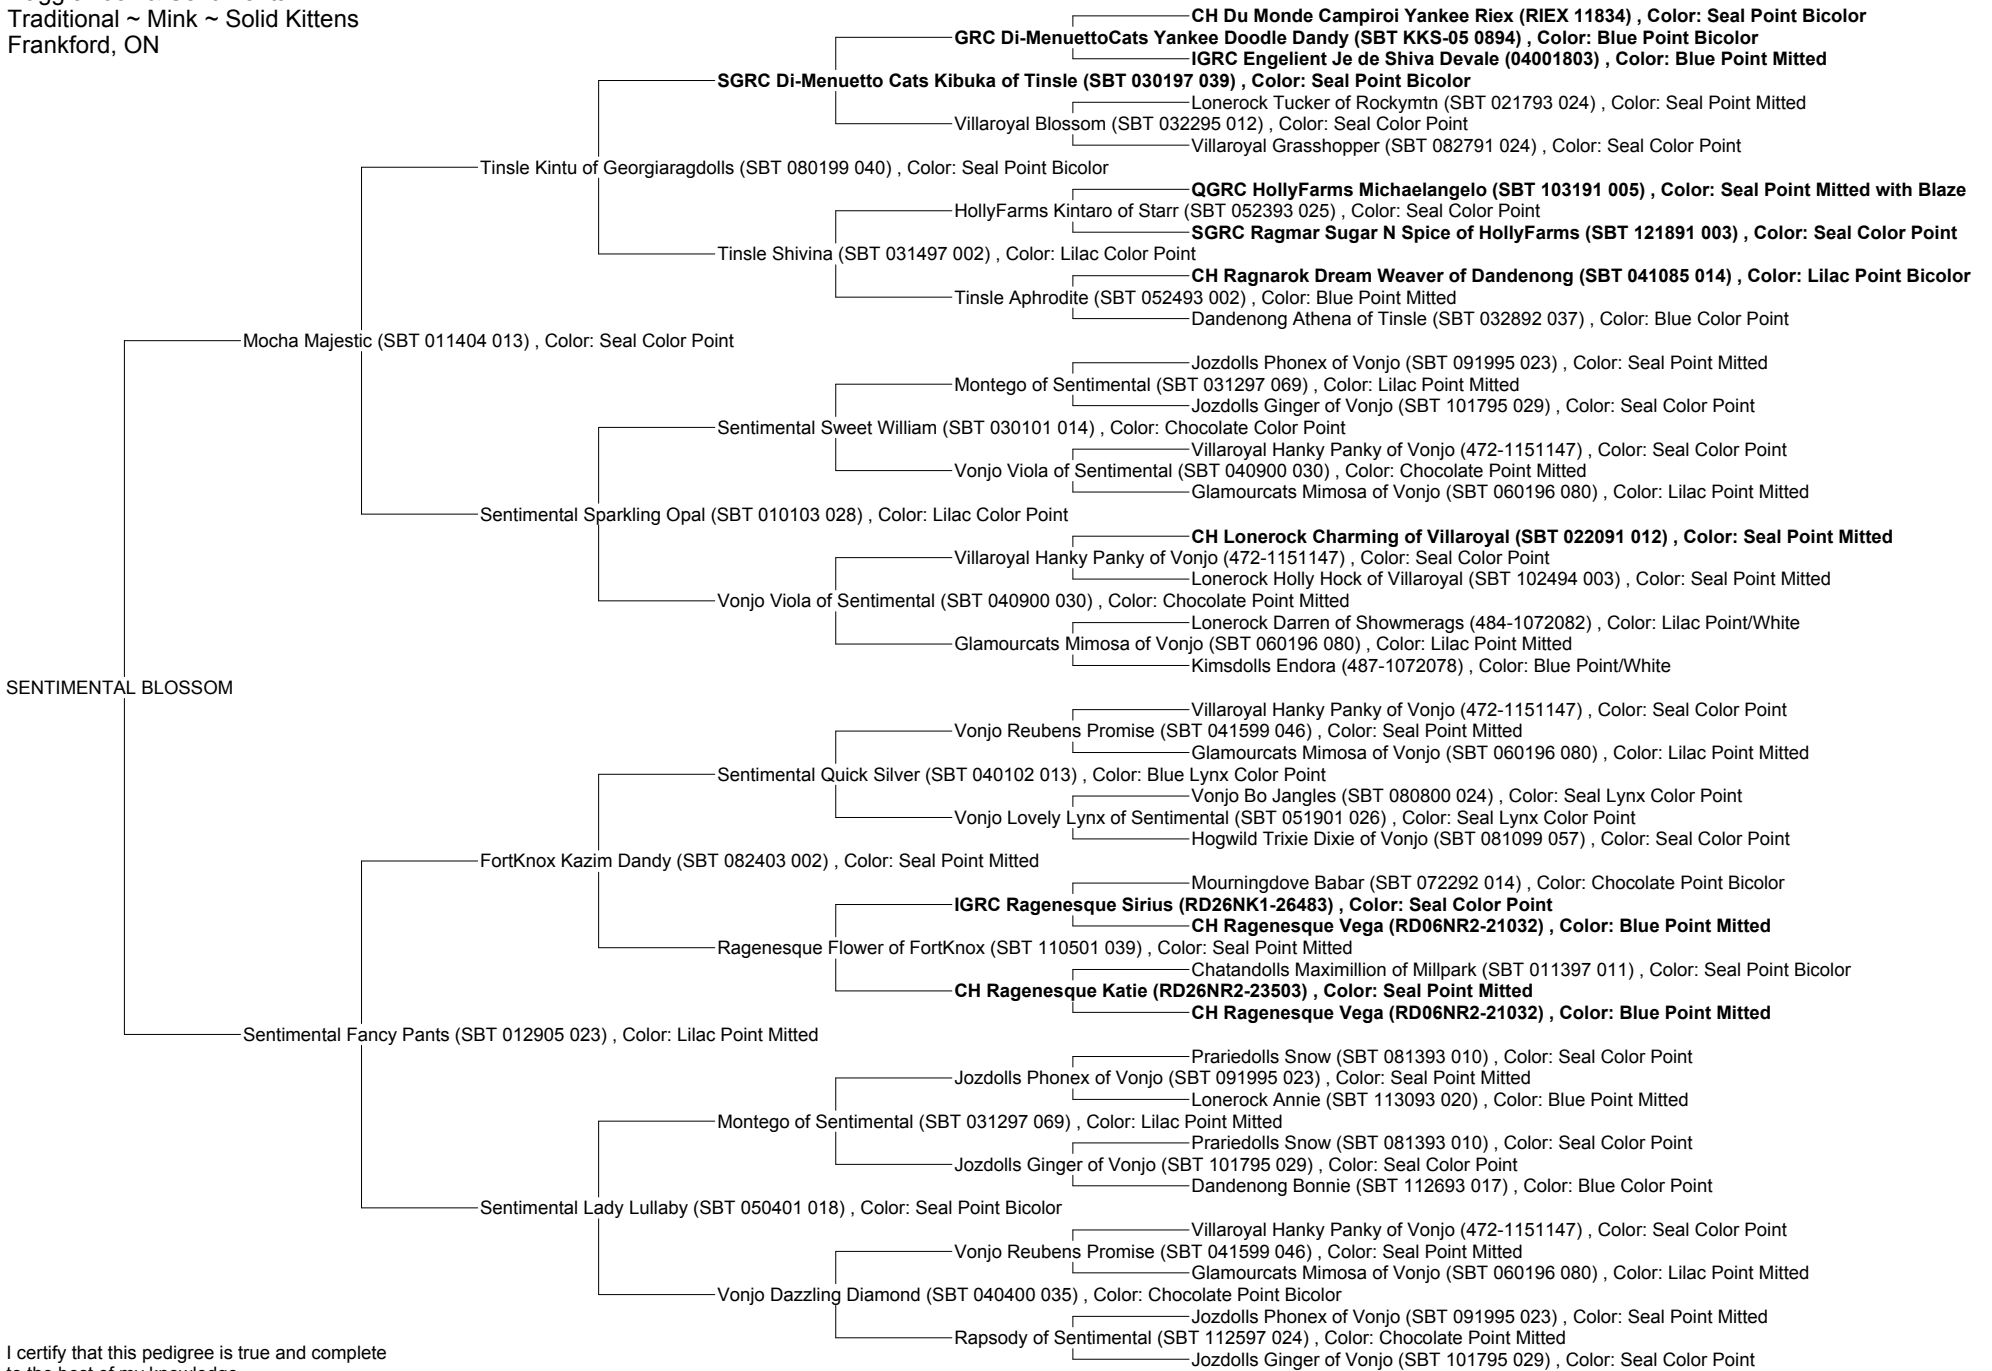 Traditional ~ Mink ~ Solid Kittens
Frankford, ON
CH Du Monde Campiroi Yankee Riex (RIEX 11834) , Color: Seal Point Bicolor
GRC Di-MenuettoCats Yankee Doodle Dandy (SBT KKS-05 0894) , Color: Blue Point Bicolor
IGRC Engelient Je de Shiva Devale (04001803) , Color: Blue Point Mitted
SGRC Di-Menuetto Cats Kibuka of Tinsle (SBT 030197 039) , Color: Seal Point Bicolor
Lonerock Tucker of Rockymtn (SBT 021793 024) , Color: Seal Point Mitted
Villaroyal Blossom (SBT 032295 012) , Color: Seal Color Point
Villaroyal Grasshopper (SBT 082791 024) , Color: Seal Color Point
Tinsle Kintu of Georgiaragdolls (SBT 080199 040) , Color: Seal Point Bicolor
QGRC HollyFarms Michaelangelo (SBT 103191 005) , Color: Seal Point Mitted with Blaze
HollyFarms Kintaro of Starr (SBT 052393 025) , Color: Seal Color Point
SGRC Ragmar Sugar N Spice of HollyFarms (SBT 121891 003) , Color: Seal Color Point
Tinsle Shivina (SBT 031497 002) , Color: Lilac Color Point
CH Ragnarok Dream Weaver of Dandenong (SBT 041085 014) , Color: Lilac Point Bicolor
Tinsle Aphrodite (SBT 052493 002) , Color: Blue Point Mitted
Dandenong Athena of Tinsle (SBT 032892 037) , Color: Blue Color Point
Mocha Majestic (SBT 011404 013) , Color: Seal Color Point
Jozdolls Phonex of Vonjo (SBT 091995 023) , Color: Seal Point Mitted
Montego of Sentimental (SBT 031297 069) , Color: Lilac Point Mitted
Jozdolls Ginger of Vonjo (SBT 101795 029) , Color: Seal Color Point
Sentimental Sweet William (SBT 030101 014) , Color: Chocolate Color Point
Villaroyal Hanky Panky of Vonjo (472-1151147) , Color: Seal Color Point
Vonjo Viola of Sentimental (SBT 040900 030) , Color: Chocolate Point Mitted
Glamourcats Mimosa of Vonjo (SBT 060196 080) , Color: Lilac Point Mitted
Sentimental Sparkling Opal (SBT 010103 028) , Color: Lilac Color Point
CH Lonerock Charming of Villaroyal (SBT 022091 012) , Color: Seal Point Mitted
Villaroyal Hanky Panky of Vonjo (472-1151147) , Color: Seal Color Point
Lonerock Holly Hock of Villaroyal (SBT 102494 003) , Color: Seal Point Mitted
Vonjo Viola of Sentimental (SBT 040900 030) , Color: Chocolate Point Mitted
Lonerock Darren of Showmerags (484-1072082) , Color: Lilac Point/White
Glamourcats Mimosa of Vonjo (SBT 060196 080) , Color: Lilac Point Mitted
Kimsdolls Endora (487-1072078) , Color: Blue Point/White
SENTIMENTAL BLOSSOM
Villaroyal Hanky Panky of Vonjo (472-1151147) , Color: Seal Color Point
Vonjo Reubens Promise (SBT 041599 046) , Color: Seal Point Mitted
Glamourcats Mimosa of Vonjo (SBT 060196 080) , Color: Lilac Point Mitted
Sentimental Quick Silver (SBT 040102 013) , Color: Blue Lynx Color Point
Vonjo Bo Jangles (SBT 080800 024) , Color: Seal Lynx Color Point
Vonjo Lovely Lynx of Sentimental (SBT 051901 026) , Color: Seal Lynx Color Point
Hogwild Trixie Dixie of Vonjo (SBT 081099 057) , Color: Seal Color Point
FortKnox Kazim Dandy (SBT 082403 002) , Color: Seal Point Mitted
Mourningdove Babar (SBT 072292 014) , Color: Chocolate Point Bicolor
IGRC Ragenesque Sirius (RD26NK1-26483) , Color: Seal Color Point
CH Ragenesque Vega (RD06NR2-21032) , Color: Blue Point Mitted
Ragenesque Flower of FortKnox (SBT 110501 039) , Color: Seal Point Mitted
Chatandolls Maximillion of Millpark (SBT 011397 011) , Color: Seal Point Bicolor
CH Ragenesque Katie (RD26NR2-23503) , Color: Seal Point Mitted
CH Ragenesque Vega (RD06NR2-21032) , Color: Blue Point Mitted
Sentimental Fancy Pants (SBT 012905 023) , Color: Lilac Point Mitted
Prariedolls Snow (SBT 081393 010) , Color: Seal Color Point
Jozdolls Phonex of Vonjo (SBT 091995 023) , Color: Seal Point Mitted
Lonerock Annie (SBT 113093 020) , Color: Blue Point Mitted
Montego of Sentimental (SBT 031297 069) , Color: Lilac Point Mitted
Prariedolls Snow (SBT 081393 010) , Color: Seal Color Point
Jozdolls Ginger of Vonjo (SBT 101795 029) , Color: Seal Color Point
Dandenong Bonnie (SBT 112693 017) , Color: Blue Color Point
Sentimental Lady Lullaby (SBT 050401 018) , Color: Seal Point Bicolor
Villaroyal Hanky Panky of Vonjo (472-1151147) , Color: Seal Color Point
Vonjo Reubens Promise (SBT 041599 046) , Color: Seal Point Mitted
Glamourcats Mimosa of Vonjo (SBT 060196 080) , Color: Lilac Point Mitted
Vonjo Dazzling Diamond (SBT 040400 035) , Color: Chocolate Point Bicolor
Jozdolls Phonex of Vonjo (SBT 091995 023) , Color: Seal Point Mitted
Rapsody of Sentimental (SBT 112597 024) , Color: Chocolate Point Mitted
Jozdolls Ginger of Vonjo (SBT 101795 029) , Color: Seal Color Point
I certify that this pedigree is true and complete